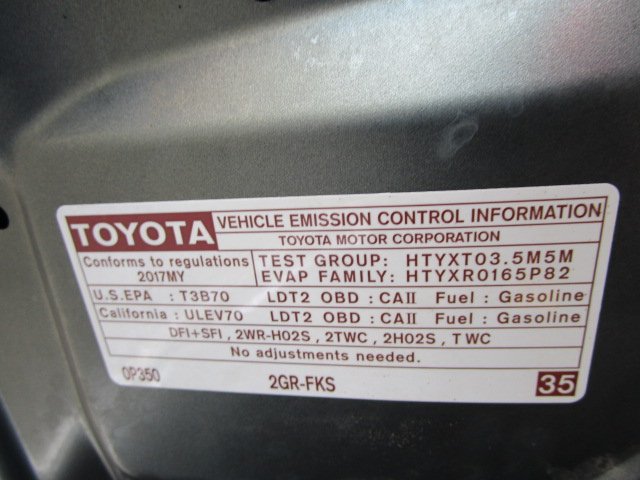 TOYOTA VEHICLE EMISSION CONTROL INFORMATION
TOYOTA MOTOR CORPORATION
Conforms to regulations
2017MY
TEST GROUP: HTYXT03.5M5M
EVAP FAMILY: HTYXR0165P82
U.S.EPA : T3B70 LDT2 OBD : CAII Fuel : Gasoline
California : ULEV70 LDT2 OBD : CAII Fuel : Gasoline
DFI+SFI , 2WR-HO2S , 2TWC , 2HO2S , TWC
No adjustments needed.
0P350 2GR-FKS 35